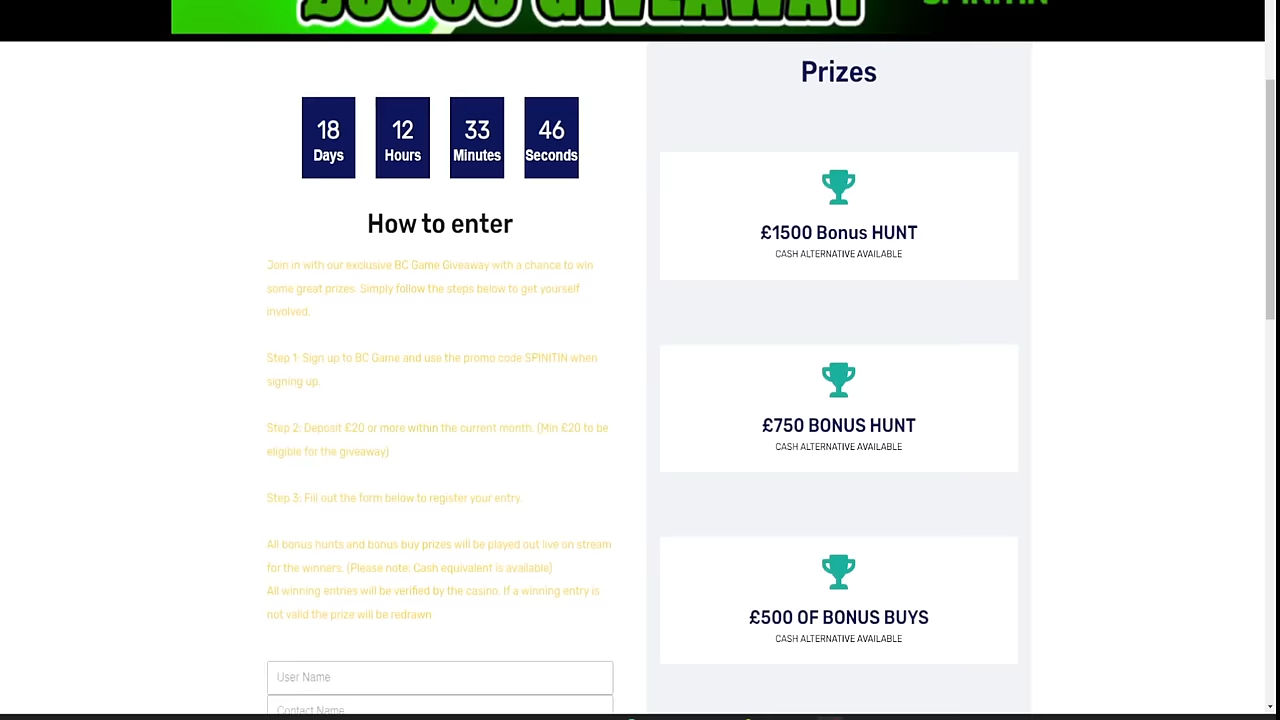 GIVEAWAY
SPINITIN
18
Days
12
Hours
33
Minutes
46
Seconds
How to enter
Join in with our exclusive BC Game Giveaway with a chance to win
some great prizes. Simply follow the steps below to get yourself
involved.
Step 1: Sign up to BC Game and use the promo code SPINITIN when
signing up.
Step 2: Deposit £20 or more within the current month. (Min £20 to be
eligible for the giveaway)
Step 3: Fill out the form below to register your entry.
All bonus hunts and bonus buy prizes will be played out live on stream
for the winners. (Please note: Cash equivalent is available)
All winning entries will be verified by the casino. If a winning entry is
not valid the prize will be redrawn
User Name
Contact Name
Prizes
£1500 Bonus HUNT
CASH ALTERNATIVE AVAILABLE
£750 BONUS HUNT
CASH ALTERNATIVE AVAILABLE
£500 OF BONUS BUYS
CASH ALTERNATIVE AVAILABLE